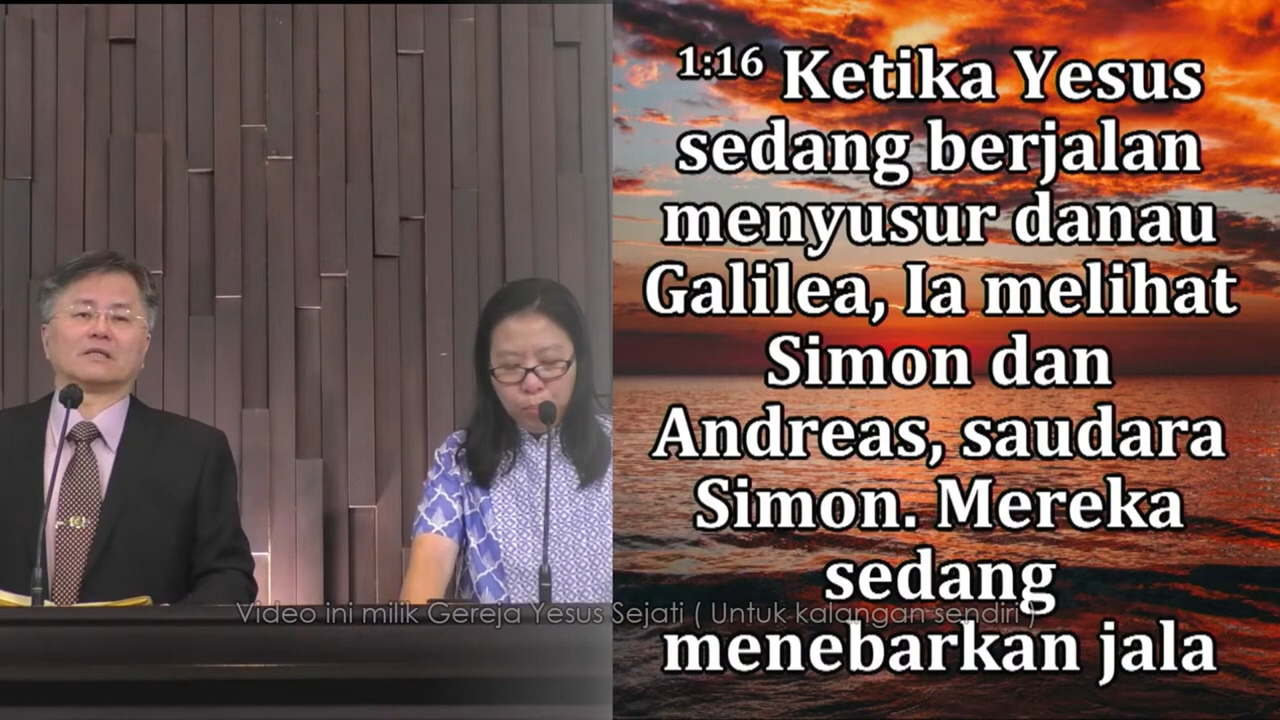 1:16 Ketika Yesus
sedang berjalan
menyusur danau
Galilea, Ia melihat
Simon dan
Andreas, saudara
Simon. Mereka
sedang
menebarkan jala
Video ini milik Gereja Yesus Sejati ( Untuk kalangan sendiri )